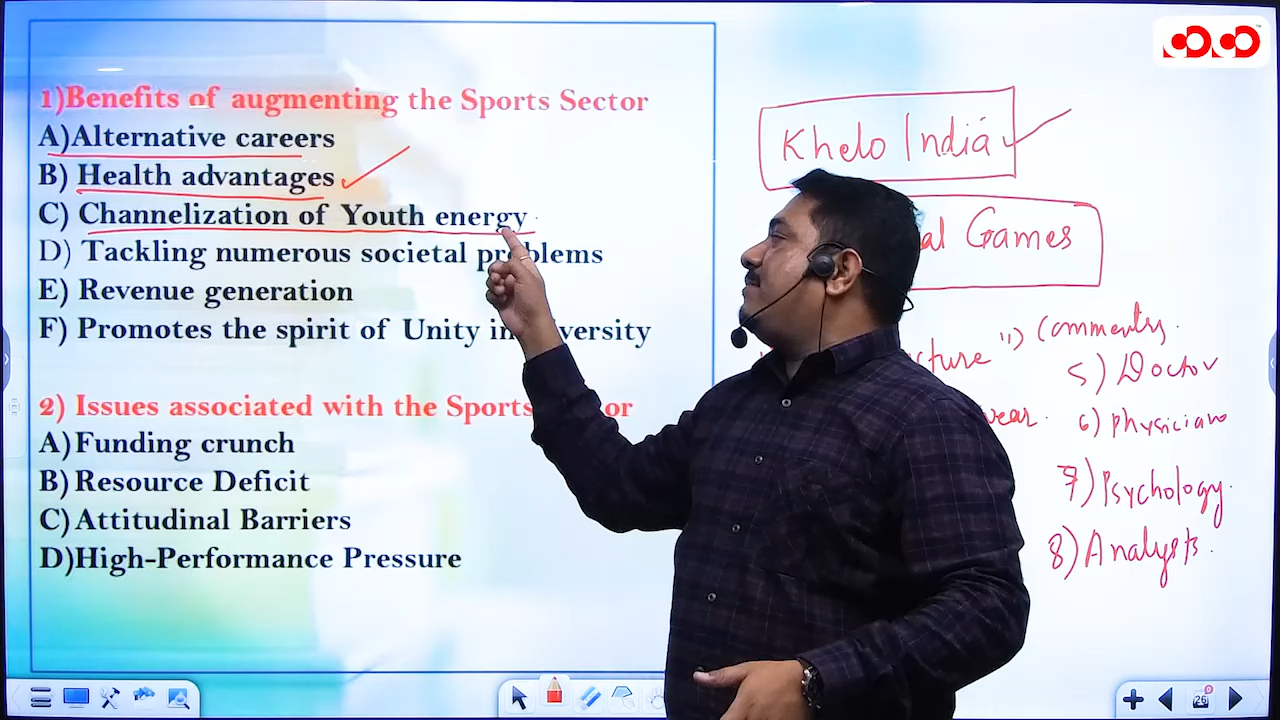 1)Benefits of augmenting the Sports Sector
A)Alternative careers
B) Health advantages
C) Channelization of Youth energy
D) Tackling numerous societal problems
E) Revenue generation
F) Promotes the spirit of Unity in
2) Issues associated with the Sports
A)Funding crunch
B) Resource Deficit
C) Attitudinal Barriers
D)High-Performance Pressure
Khelo India
Games
5) Doctor
6) Physician
7) Psychology.
8) Analysts.
26